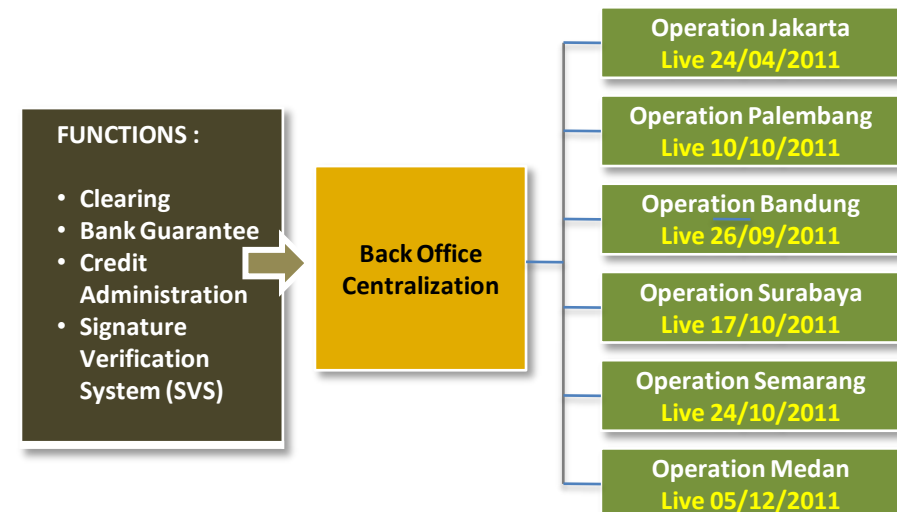 FUNCTIONS :
• Clearing
• Bank Guarantee
• Credit
Administration
• Signature
Verification
System (SVS)
Back Office
Centralization
Operation Jakarta
Live 24/04/2011
Operation Palembang
Live 10/10/2011
Operation Bandung
Live 26/09/2011
Operation Surabaya
Live 17/10/2011
Operation Semarang
Live 24/10/2011
Operation Medan
Live 05/12/2011